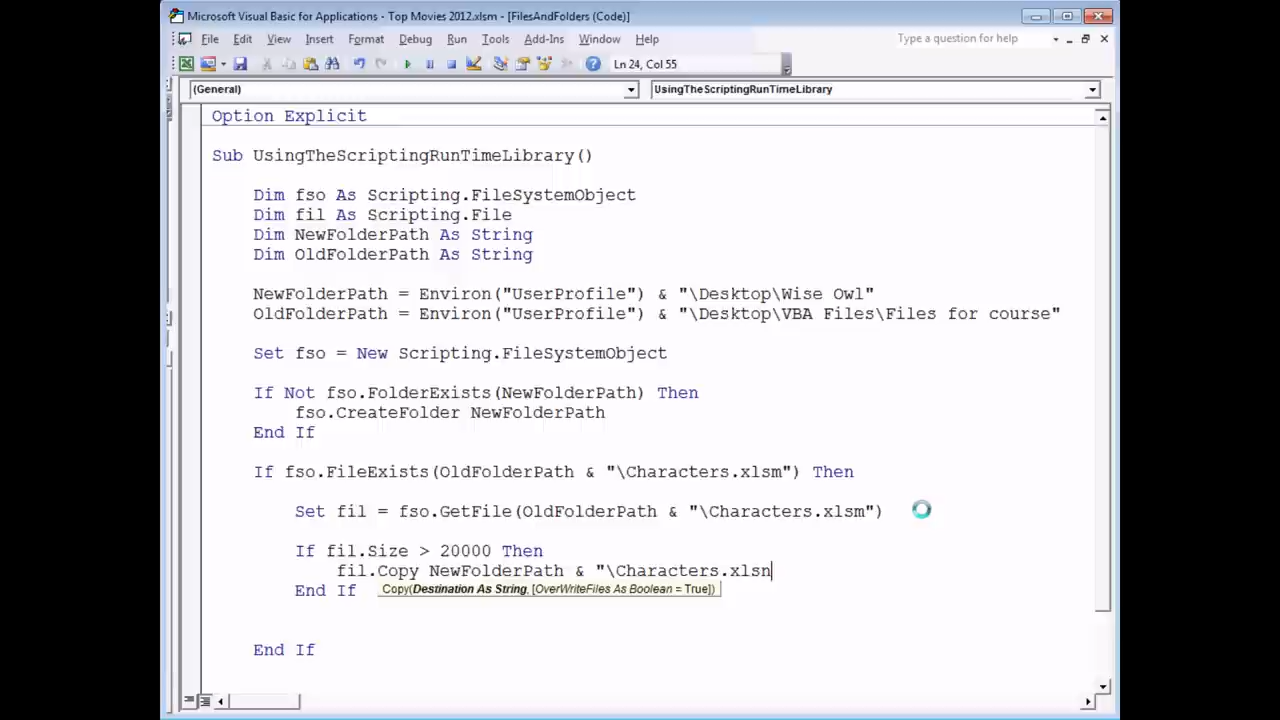 Microsoft Visual Basic for Applications - Top Movies 2012.xlsm - [FilesAndFolders (Code)]
File Edit View Insert Format Debug Run Tools Add-Ins Window Help Type a question for help
Ln 24, Col 55
(General) UsingTheScriptingRunTimeLibrary
Option Explicit
Sub UsingTheScriptingRunTimeLibrary()
Dim fso As Scripting.FileSystemObject
Dim fil As Scripting.File
Dim NewFolderPath As String
Dim OldFolderPath As String
NewFolderPath = Environ("UserProfile") & "\Desktop\Wise Owl"
OldFolderPath = Environ("UserProfile") & "\Desktop\VBA Files\Files for course"
Set fso = New Scripting.FileSystemObject
If Not fso.FolderExists(NewFolderPath) Then
fso.CreateFolder NewFolderPath
End If
If fso.FileExists(OldFolderPath & "\Characters.xlsm") Then
Set fil = fso.GetFile(OldFolderPath & "\Characters.xlsm")
If fil.Size > 20000 Then
fil.Copy NewFolderPath & "\Characters.xlsn
Copy(Destination As String, [OverWriteFiles As Boolean = True])
End If
End If